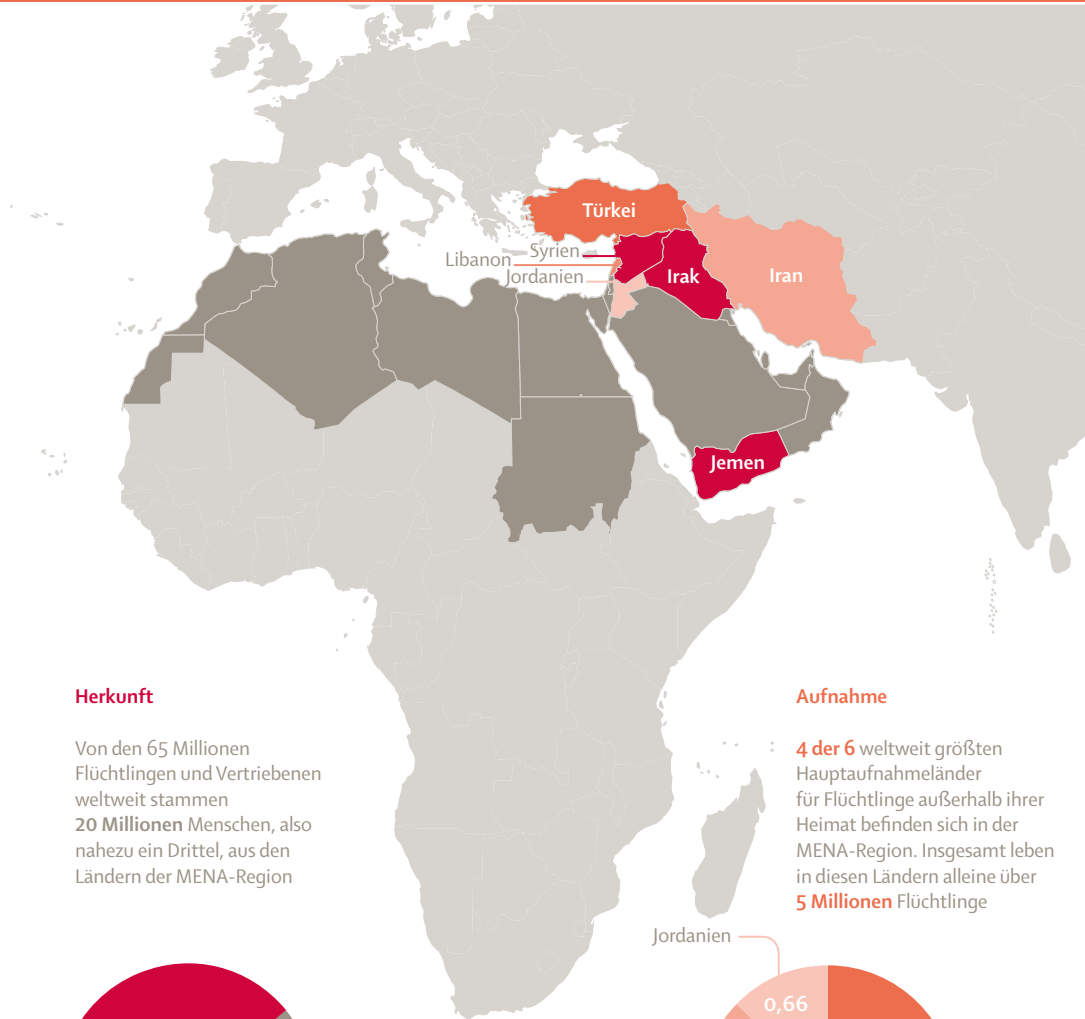 Türkei
Syrien
Libanon
Jordanien
Irak
Iran
Jemen
Herkunft
Von den 65 Millionen
Flüchtlingen und Vertriebenen
weltweit stammen
20 Millionen Menschen, also
nahezu ein Drittel, aus den
Ländern der MENA-Region
Aufnahme
4 der 6 weltweit größten
Hauptaufnahmeländer
für Flüchtlinge außerhalb ihrer
Heimat befinden sich in der
MENA-Region. Insgesamt leben
in diesen Ländern alleine über
5 Millionen Flüchtlinge
Jordanien
0,66